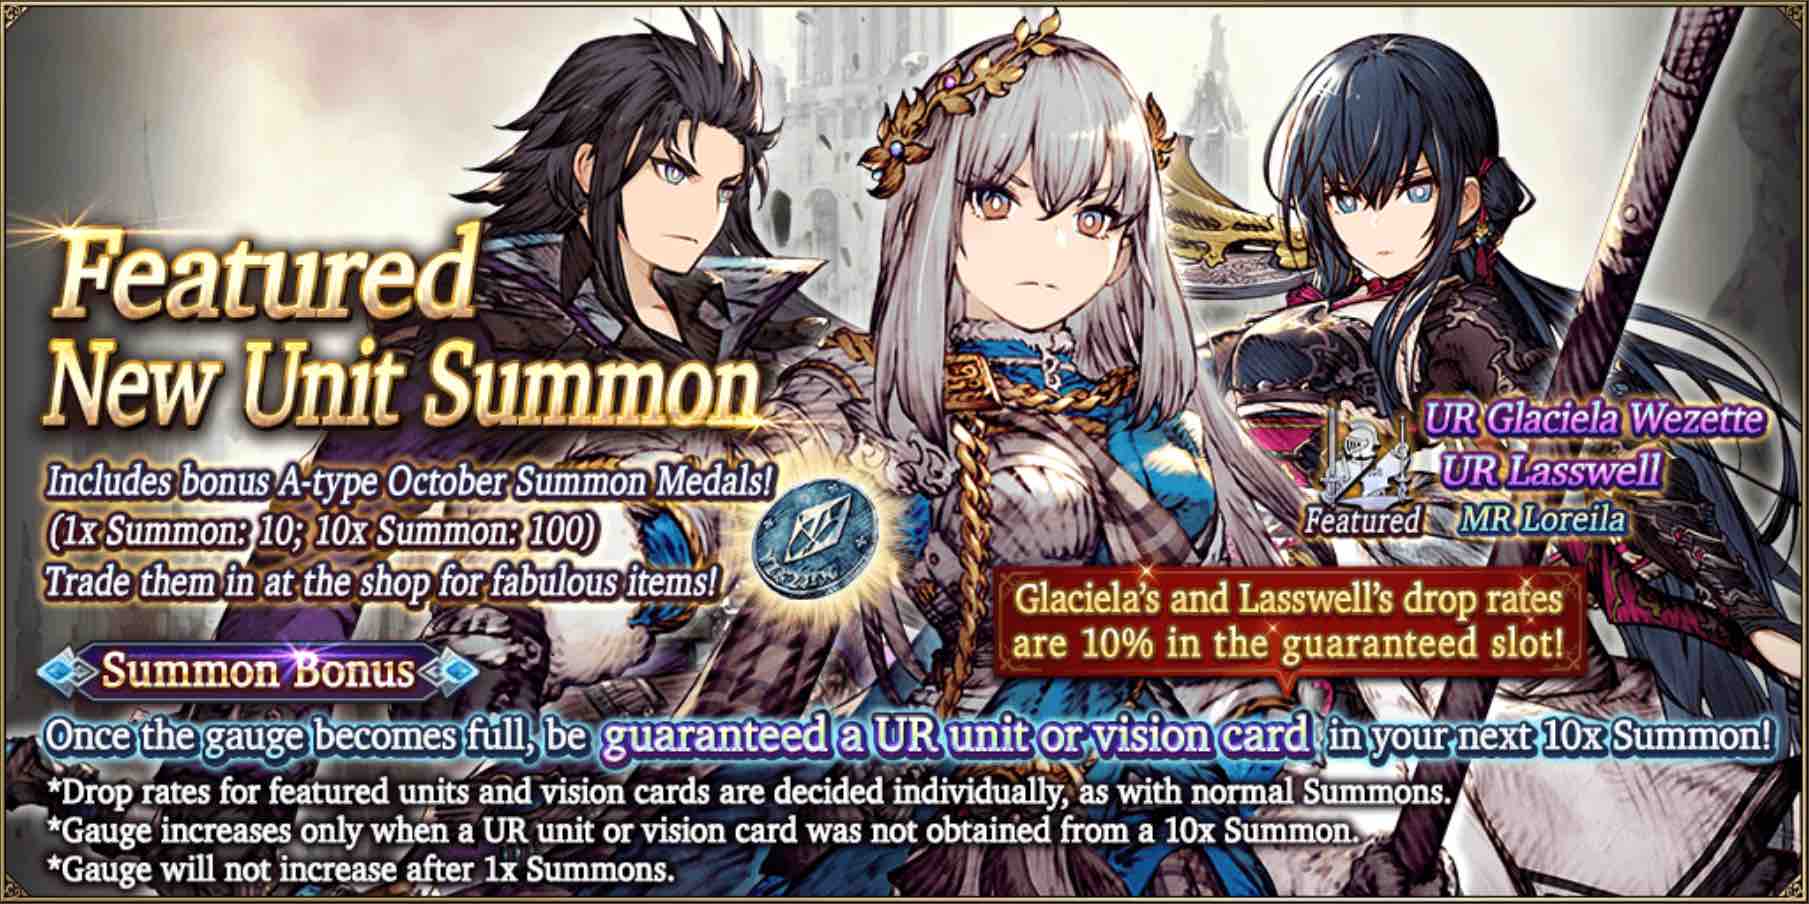 Featured
New Unit Summon
Includes bonus A-type October Summon Medals!
(1x Summon: 10; 10x Summon: 100)
Trade them in at the shop for fabulous items!
UR Glaciela Wezette
UR Lasswell
Featured MR Loreila
Glaciela's and Lasswell's drop rates
are 10% in the guaranteed slot!
Summon Bonus
Once the gauge becomes full, be guaranteed a UR unit or vision card in your next 10x Summon!
*Drop rates for featured units and vision cards are decided individually, as with normal Summons.
*Gauge increases only when a UR unit or vision card was not obtained from a 10x Summon.
*Gauge will not increase after 1x Summons.